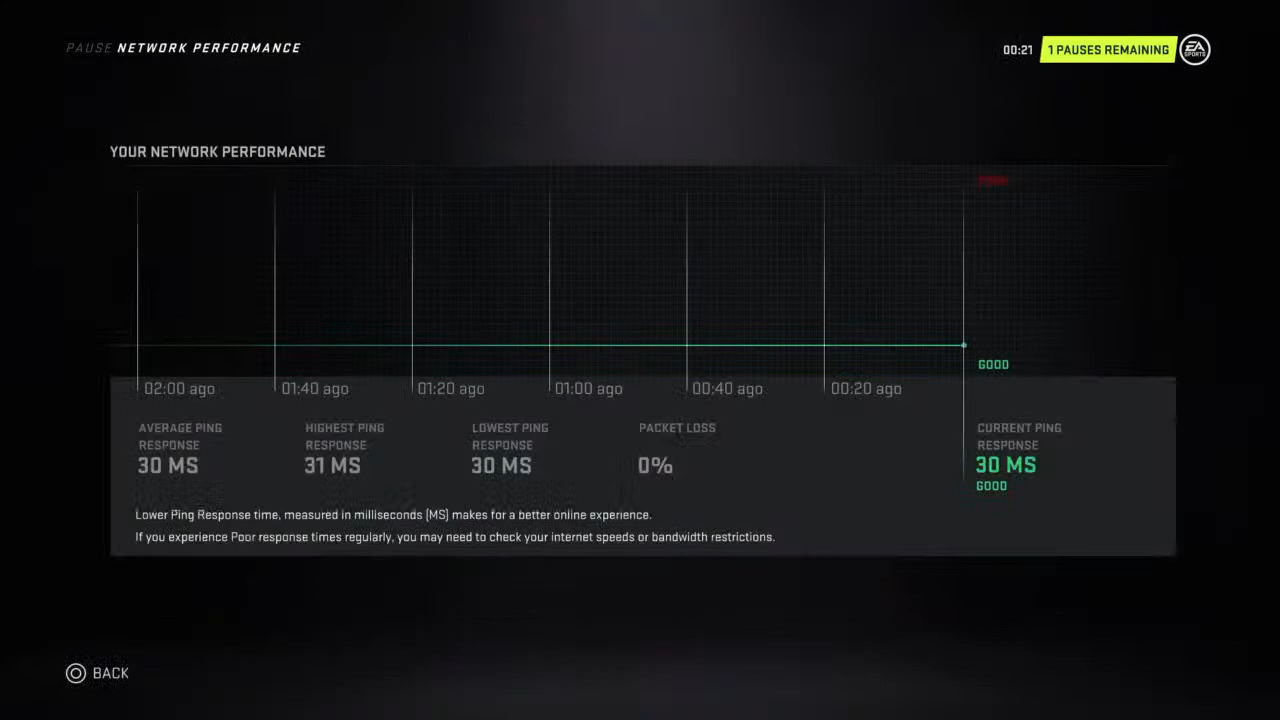 PAUSE NETWORK PERFORMANCE
00:21 1 PAUSES REMAINING EA SPORTS
YOUR NETWORK PERFORMANCE
GOOD
02:00 ago 01:40 ago 01:20 ago 01:00 ago 00:40 ago 00:20 ago
AVERAGE PING RESPONSE
30 MS
HIGHEST PING RESPONSE
31 MS
LOWEST PING RESPONSE
30 MS
PACKET LOSS
0%
CURRENT PING RESPONSE
30 MS
GOOD
Lower Ping Response time, measured in milliseconds [MS] makes for a better online experience.
If you experience Poor response times regularly, you may need to check your internet speeds or bandwidth restrictions.
BACK